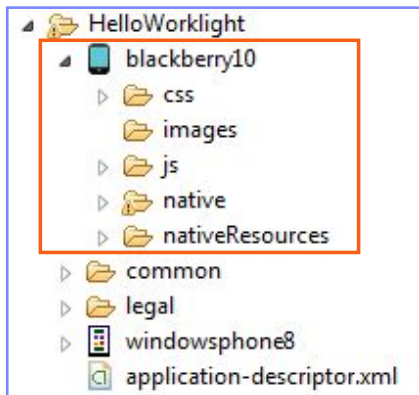 HelloWorklight
blackberry10
css
images
js
native
nativeResources
common
legal
windowsphone8
application-descriptor.xml